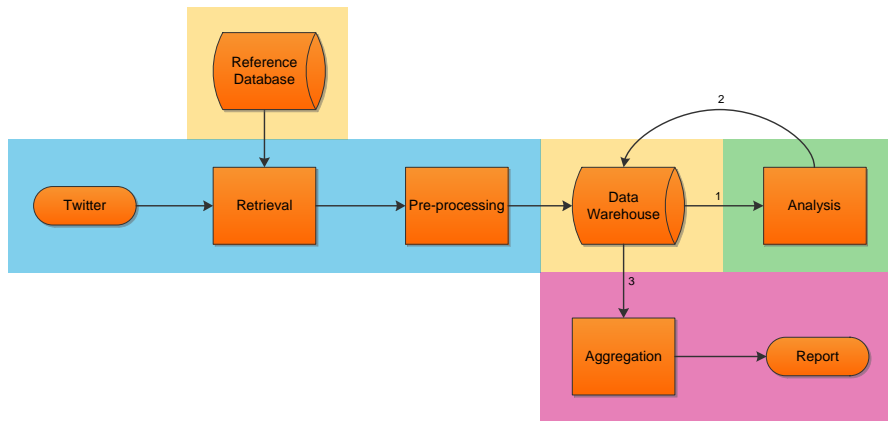 Reference
Database
2
Twitter
Retrieval
Pre-processing
Data
Warehouse
1
Analysis
3
Aggregation
Report